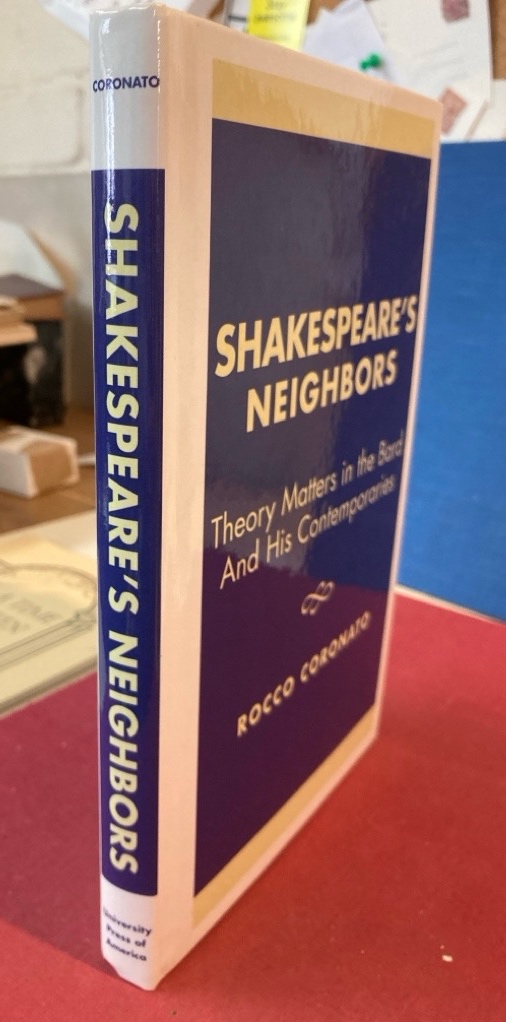 CORONATO
SHAKESPEARE'S NEIGHBORS
University
Press of
America
SHAKESPEARE'S
NEIGHBORS
Theory Matters in the Bard
And His Contemporaries
ROCCO CORONATO
A TIME